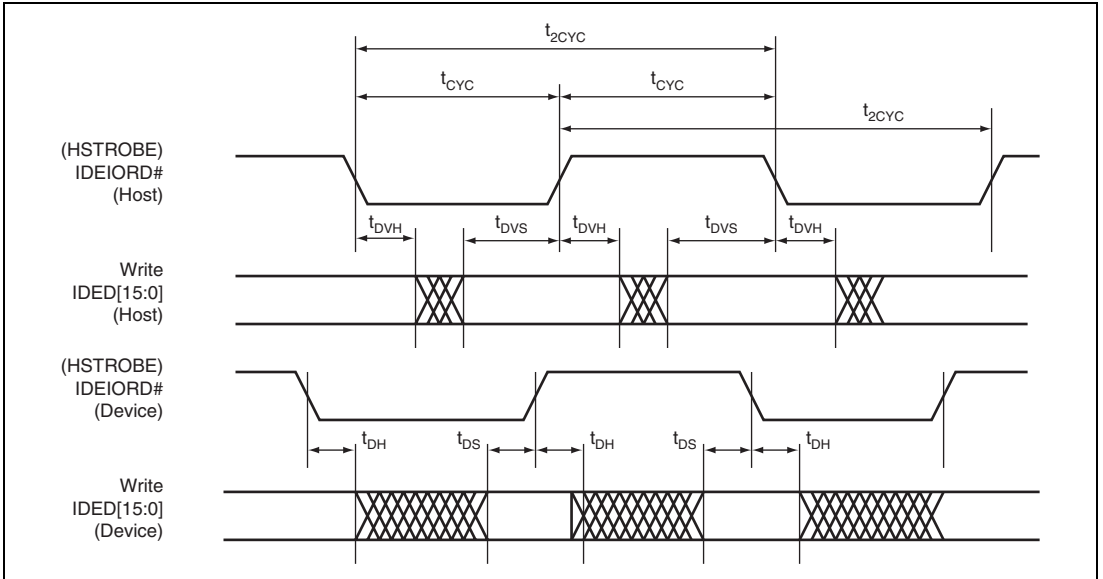 t2CYC
tCYC tCYC
t2CYC
(HSTROBE)
IDEIORD#
(Host)
tDVH tDVS tDVH tDVS tDVH
Write
IDED[15:0]
(Host)
(HSTROBE)
IDEIORD#
(Device)
tDH tDS tDH tDS tDH
Write
IDED[15:0]
(Device)